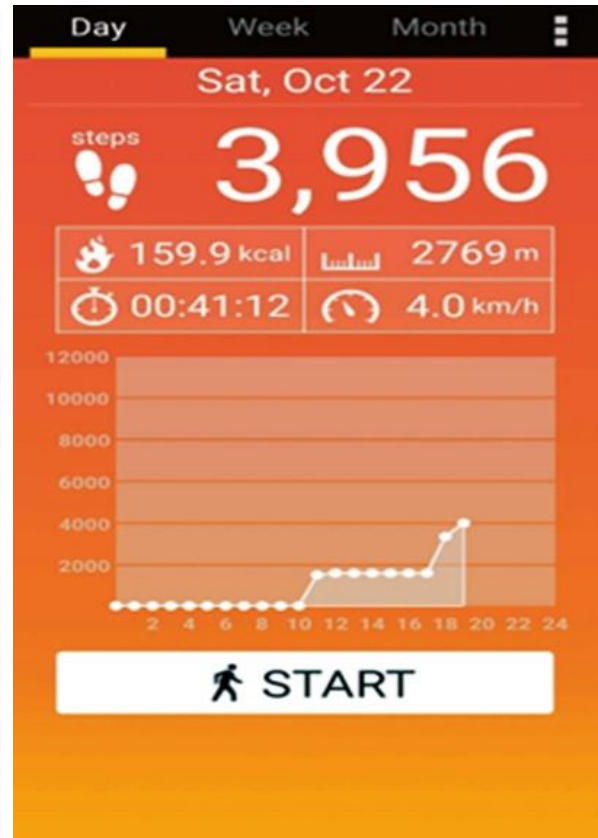 Day Week Month
Sat, Oct 22
steps
3,956
159.9 kcal 2769 m
00:41:12 4.0 km/h
12000
10000
8000
6000
4000
2000
2 4 6 8 10 12 14 16 18 20 22 24
START